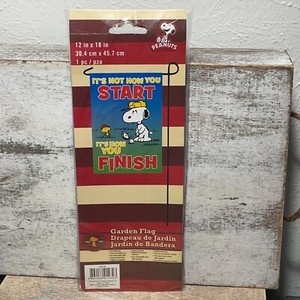 12 in x 18 in
30.4 cm x 45.7 cm
1 pc / pza
PEANUTS
IT'S NOT HOW YOU
START
IT'S HOW
YOU
FINISH
Garden Flag
Drapeau de Jardin
Jardín de Bandera